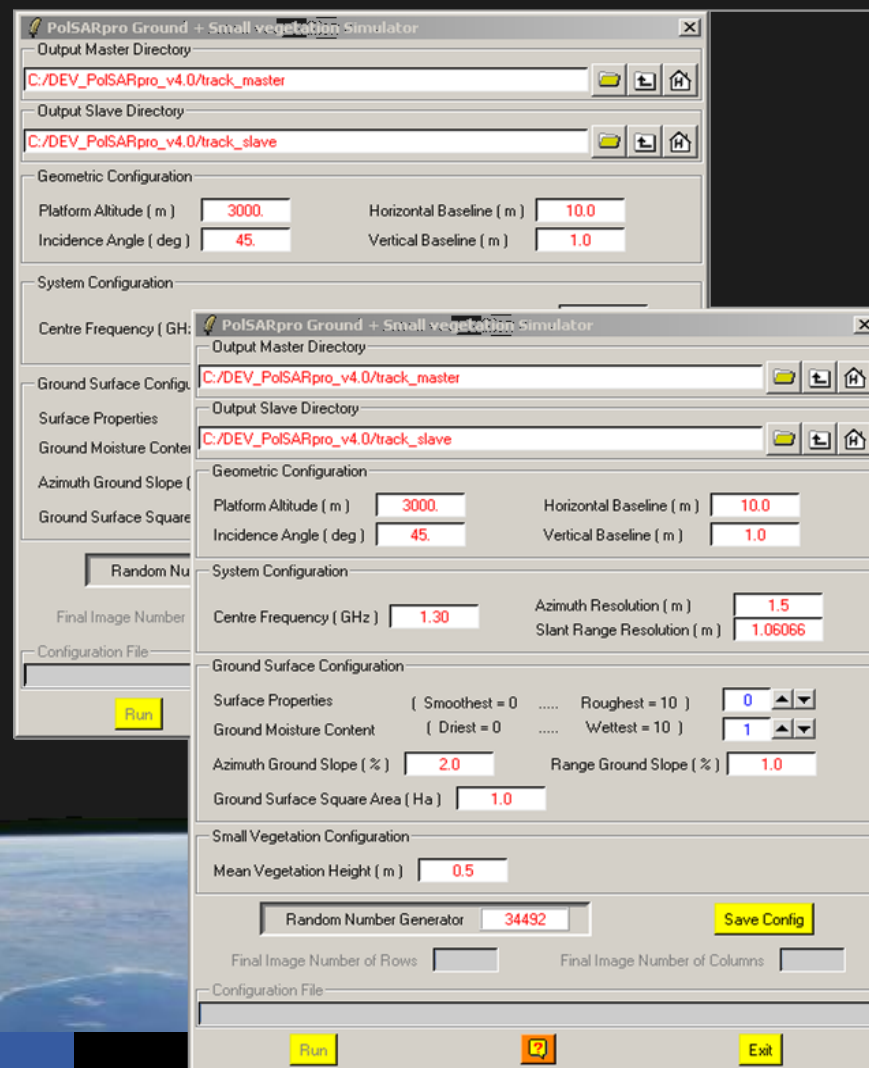 PolSARpro Ground + Small vegetation Simulator
Output Master Directory
C:/DEV_PolSARpro_v4.0/track_master
Output Slave Directory
C:/DEV_PolSARpro_v4.0/track_slave
Geometric Configuration
Platform Altitude ( m ) 3000. Horizontal Baseline ( m ) 10.0
Incidence Angle ( deg ) 45. Vertical Baseline ( m ) 1.0
System Configuration
Centre Frequency ( GH
Ground Surface Configu
Surface Properties
Ground Moisture Conte
Azimuth Ground Slope (
Ground Surface Square
Random Nu
Final Image Number
Configuration File
Run
PolSARpro Ground + Small vegetation Simulator
Output Master Directory
C:/DEV_PolSARpro_v4.0/track_master
Output Slave Directory
C:/DEV_PolSARpro_v4.0/track_slave
Geometric Configuration
Platform Altitude ( m ) 3000. Horizontal Baseline ( m ) 10.0
Incidence Angle ( deg ) 45. Vertical Baseline ( m ) 1.0
System Configuration
Centre Frequency ( GHz ) 1.30 Azimuth Resolution ( m ) 1.5
Slant Range Resolution ( m ) 1.06066
Ground Surface Configuration
Surface Properties ( Smoothest = 0 ..... Roughest = 10 ) 0
Ground Moisture Content ( Driest = 0 ..... Wettest = 10 ) 1
Azimuth Ground Slope ( % ) 2.0 Range Ground Slope ( % ) 1.0
Ground Surface Square Area ( Ha ) 1.0
Small Vegetation Configuration
Mean Vegetation Height ( m ) 0.5
Random Number Generator 34492 Save Config
Final Image Number of Rows Final Image Number of Columns
Configuration File
Run ? Exit